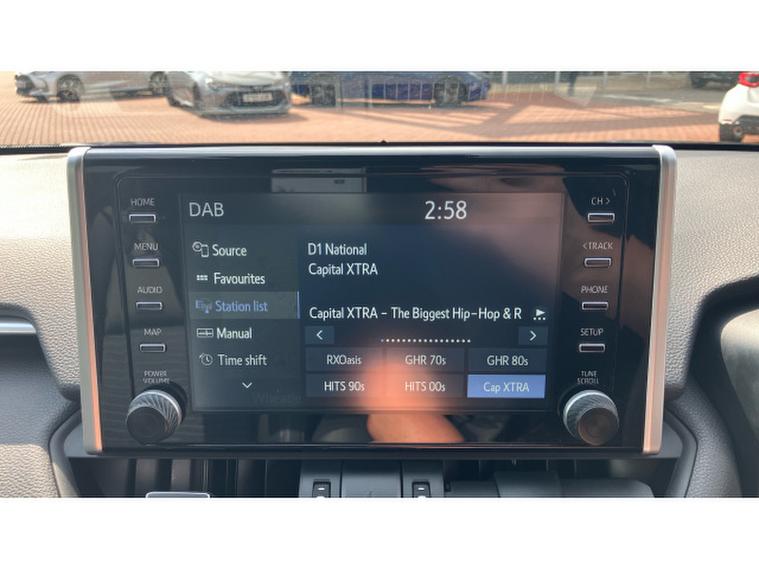 HOME
MENU
AUDIO
MAP
POWER
VOLUME
DAB
2:58
Source
Favourites
Station list
Manual
Time shift
D1 National
Capital XTRA
Capital XTRA - The Biggest Hip-Hop & R
RXOasis
GHR 70s
GHR 80s
HITS 90s
HITS 00s
Cap XTRA
CH >
< TRACK
PHONE
SETUP
TUNE
SCROLL